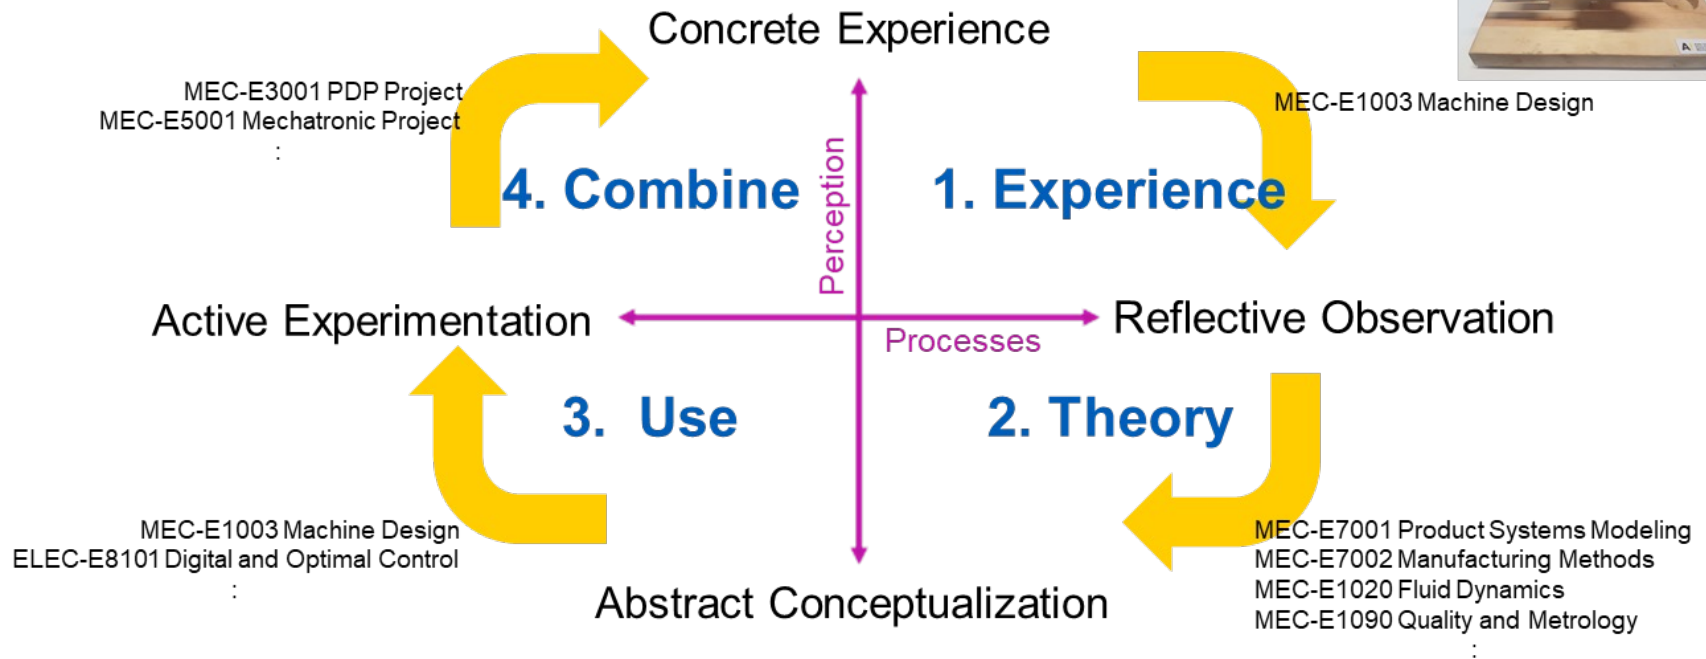 Concrete Experience
MEC-E3001 PDP Project
MEC-E5001 Mechatronic Project
:
MEC-E1003 Machine Design
4. Combine
Perception
1. Experience
Active Experimentation
Processes
Reflective Observation
3. Use
2. Theory
MEC-E1003 Machine Design
ELEC-E8101 Digital and Optimal Control
:
Abstract Conceptualization
MEC-E7001 Product Systems Modeling
MEC-E7002 Manufacturing Methods
MEC-E1020 Fluid Dynamics
MEC-E1090 Quality and Metrology
:
A